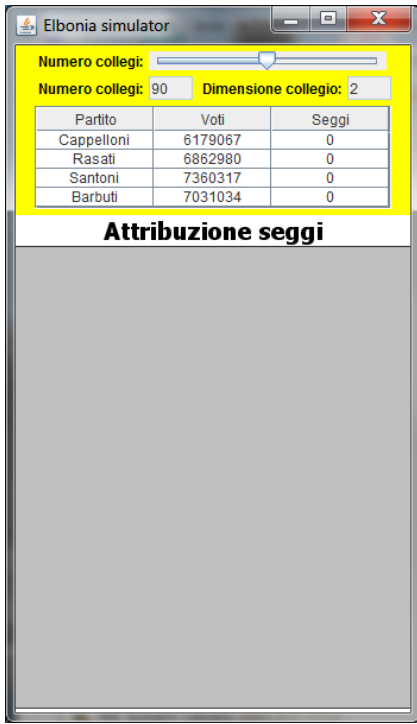 Elbonia simulator
Numero collegi:
Numero collegi: 90 Dimensione collegio: 2
Partito Voti Seggi
Cappelloni 6179067 0
Rasati 6862980 0
Santoni 7360317 0
Barbuti 7031034 0
Attribuzione seggi